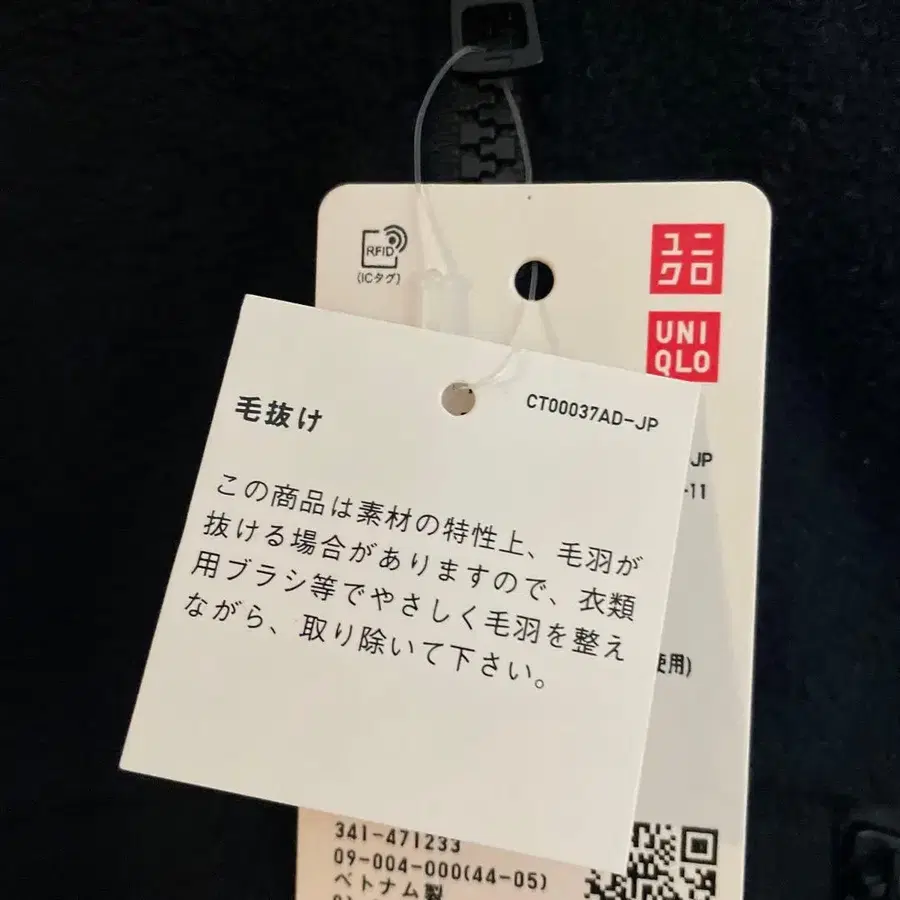 RFID
(ICタグ)
ユニ
クロ
UNI
QLO
CT00037AD-JP
毛抜け
この商品は素材の特性上、毛羽が
抜ける場合がありますので、衣類
用ブラシ等でやさしく毛羽を整え
ながら、取り除いて下さい。
JP
-11
使用)
341-471233
09-004-000(44-05)
ベトナム製